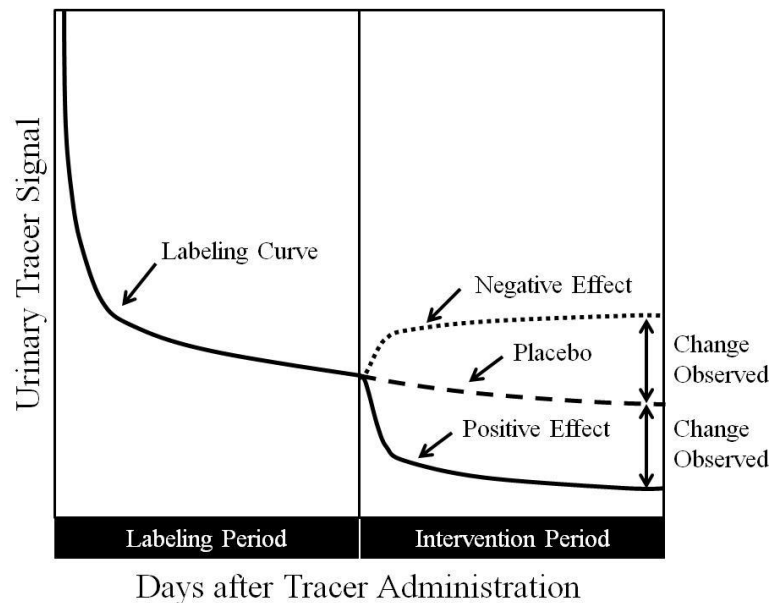 Urinary Tracer Signal
Labeling Curve
Negative Effect
Placebo
Positive Effect
Change
Observed
Change
Observed
Labeling Period
Intervention Period
Days after Tracer Administration